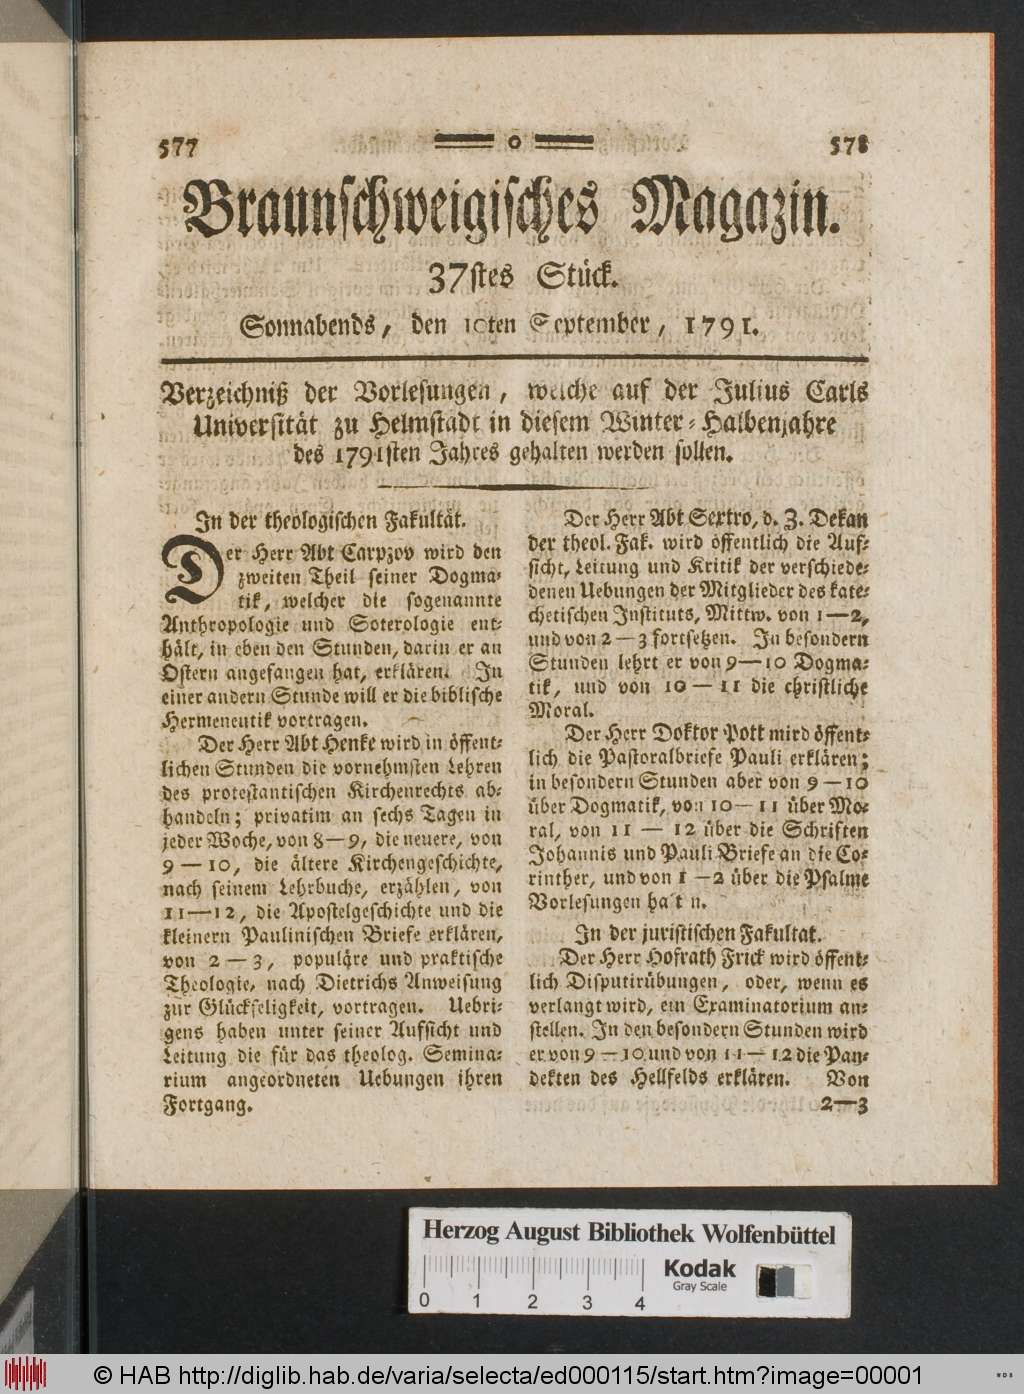 577 578
Braunschweigisches Magazin.
37stes Stück.
Sonnabends, den 10ten September, 1791.
Verzeichniß der Vorlesungen, welche auf der Julius Carls
Universität zu Helmstädt in diesem Winter-Halbenjahre
des 1791sten Jahres gehalten werden sollen.
In der theologischen Fakultät.
Der Herr Abt Carpzov wird den
zweiten Theil seiner Dogma-
tik, welcher die sogenannte
Anthropologie und Soterologie ent-
hält, in eben den Stunden, darin er an
Ostern angefangen hat, erklären. In
einer andern Stunde will er die biblische
Hermeneutik vortragen.
Der Herr Abt Henke wird in öffent-
lichen Stunden die vornehmsten Lehren
des protestantischen Kirchenrechts ab-
handeln; privatim an sechs Tagen in
jeder Woche, von 8—9, die neuere, von
9—10, die ältere Kirchengeschichte,
nach seinem Lehrbuche, erzählen, von
11—12, die Apostelgeschichte und die
kleinern Paulinischen Briefe erklären,
von 2—3, populäre und praktische
Theologie, nach Dietrichs Anweisung
zur Glückseligkeit, vortragen. Uebri-
gens haben unter seiner Aufsicht und
Leitung die für das theolog. Semina-
rium angeordneten Uebungen ihren
Fortgang.
Der Herr Abt Sextro, d. Z. Dekan
der theol. Fak. wird öffentlich die Auf-
sicht, Leitung und Kritik der verschiede-
denen Uebungen der Mitglieder des kate-
chetischen Instituts, Mittw. von 1—2,
und von 2—3 fortsetzen. In besondern
Stunden lehrt er von 9—10 Dogma-
tik, und von 10—11 die christliche
Moral.
Der Herr Doktor Pott wird öffent-
lich die Pastoralbriefe Pauli erklären;
in besondern Stunden aber von 9—10
über Dogmatik, von 10—11 über Mo-
ral, von 11—12 über die Schriften
Johannis und Pauli Briefe an die Co-
rinther, und von 1—2 über die Psalme
Vorlesungen halt n.
In der juristischen Fakultat.
Der Herr Hofrath Frick wird öffent-
lich Disputirübungen, oder, wenn es
verlangt wird, ein Examinatorium an-
stellen. In den besondern Stunden wird
er von 9—10 und von 11—12 die Pan-
dekten des Hellfelds erklären. Von
2—3
Herzog August Bibliothek Wolfenbüttel
Kodak
Gray Scale
0 1 2 3 4
© HAB http://diglib.hab.de/varia/selecta/ed000115/start.htm?image=00001